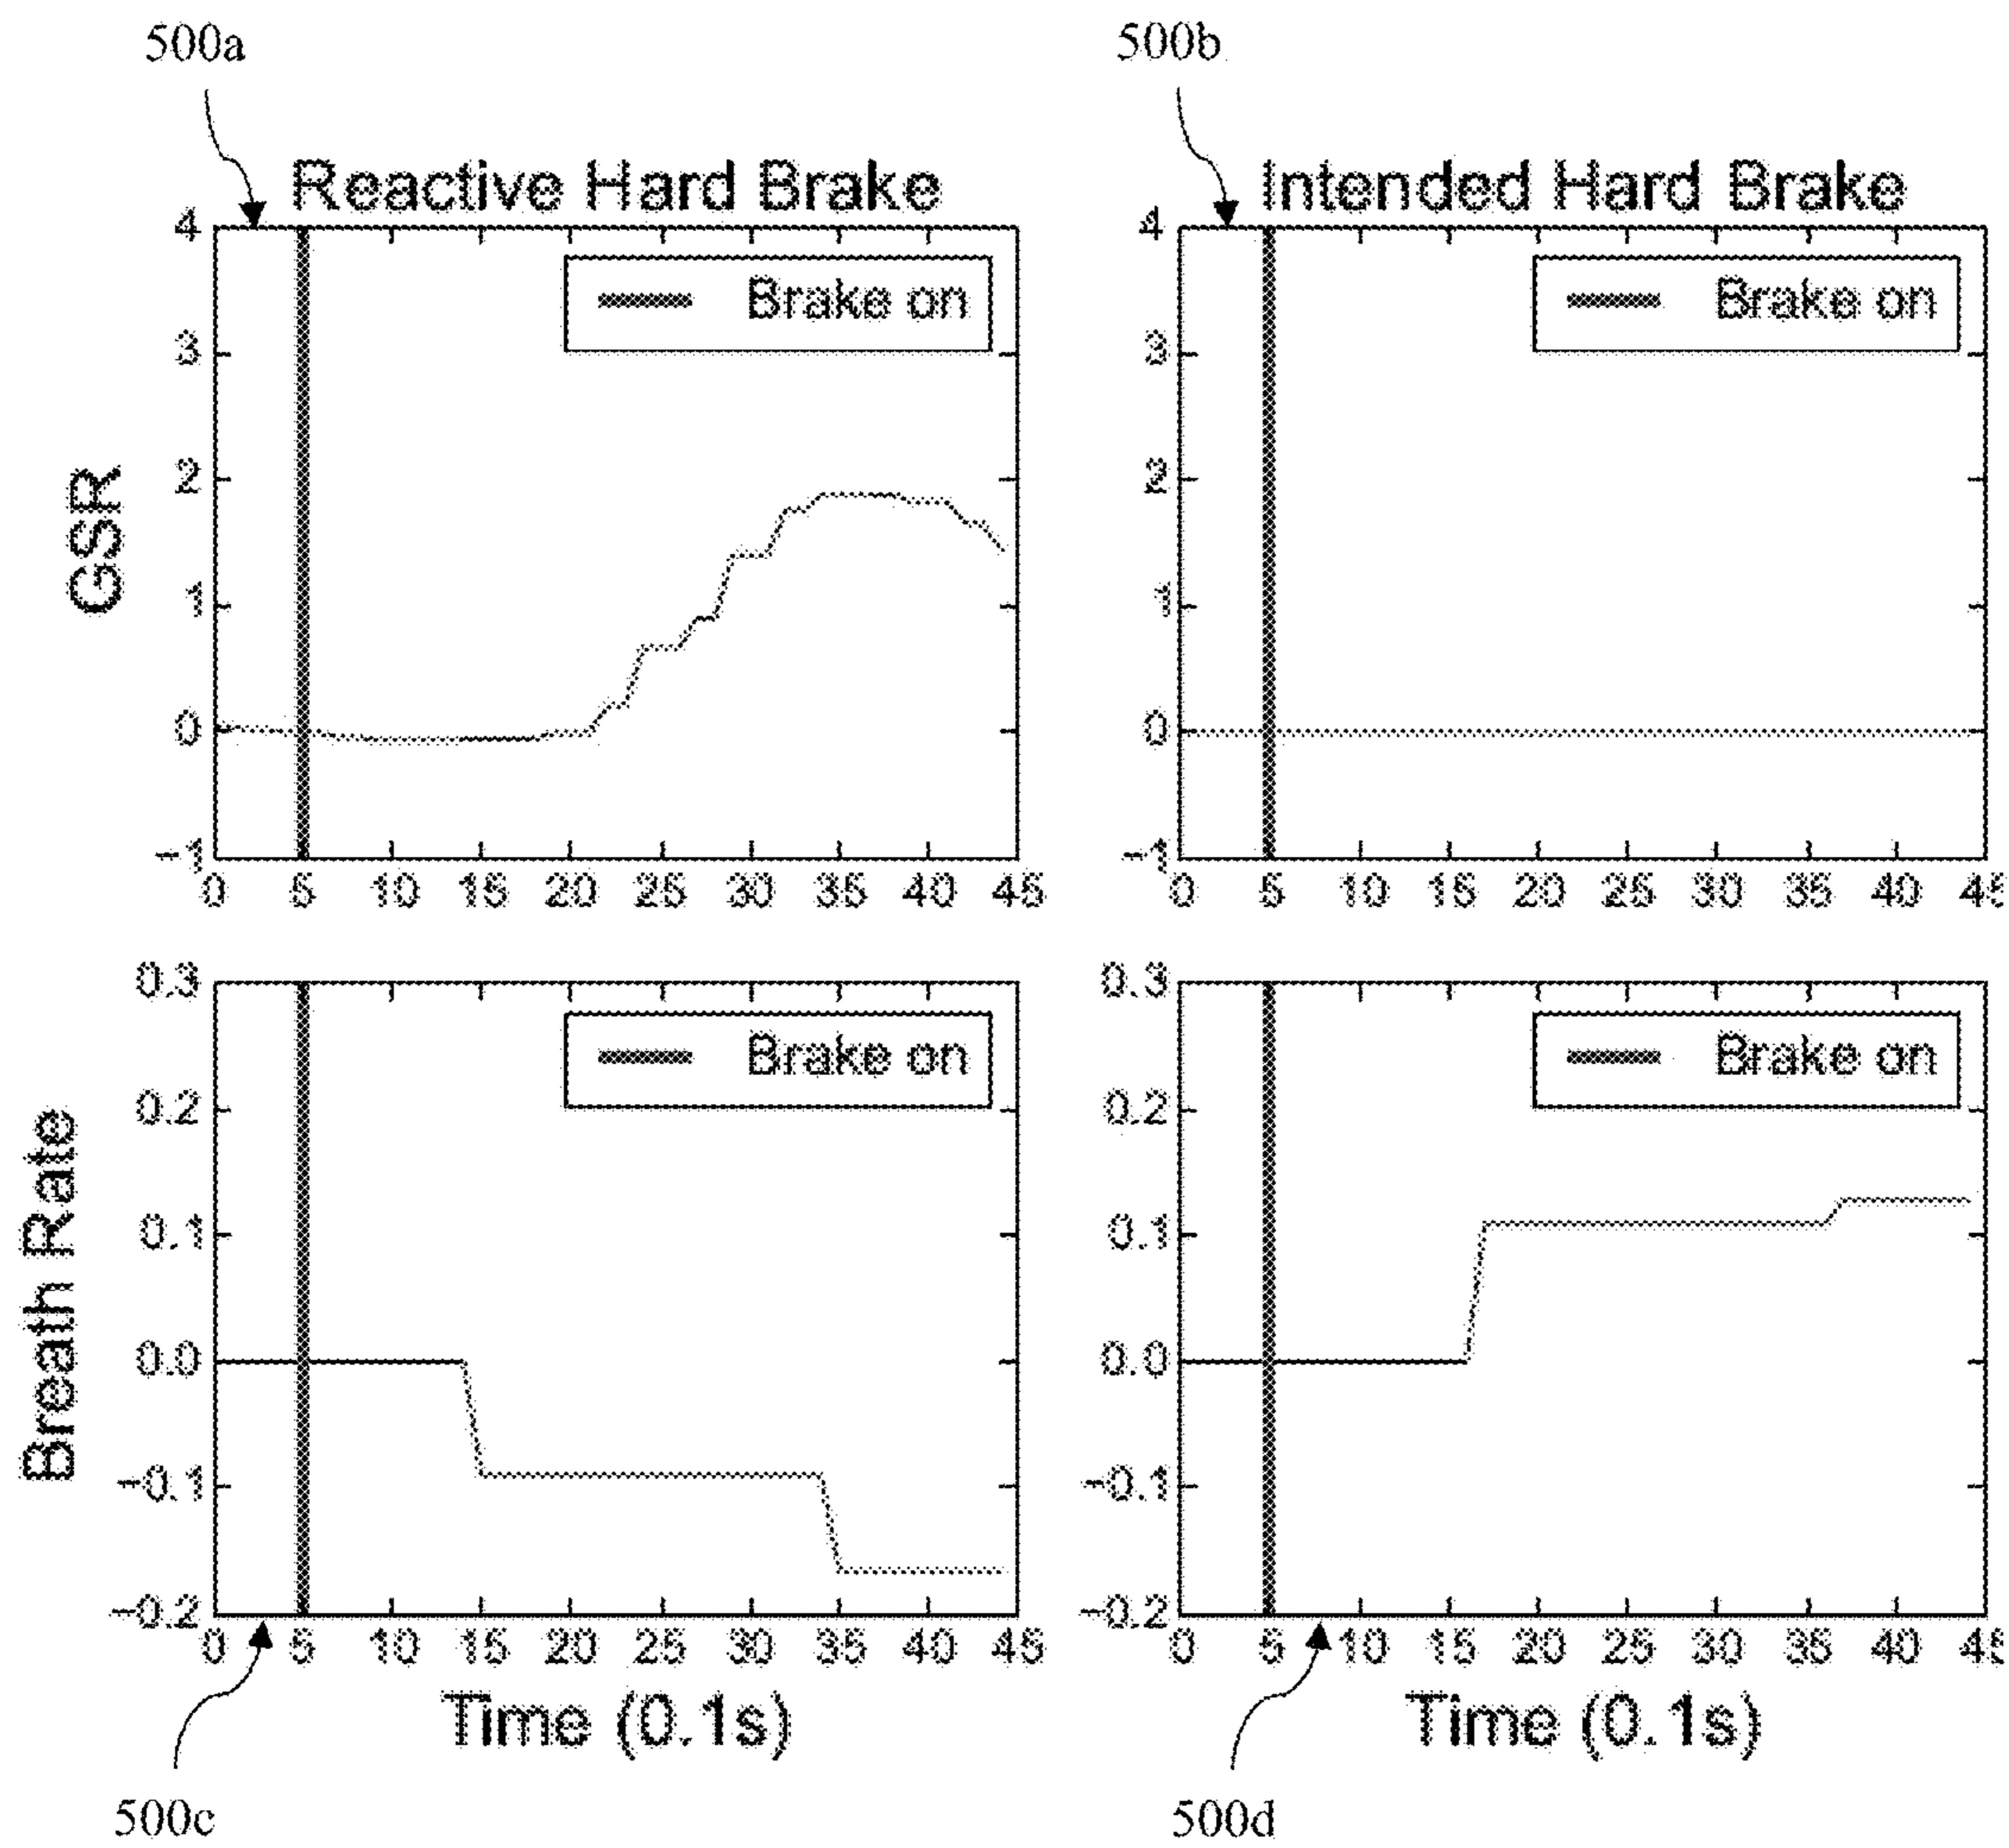 500a
500b
Reactive Hard Brake
Intended Hard Brake
GSR
4
3
2
1
0
-1
Brake on
0 5 10 15 20 25 30 35 40 45
4
3
2
1
0
-1
Brake on
0 5 10 15 20 25 30 35 40
Breath Rate
0.3
0.2
0.1
0.0
-0.1
-0.2
Brake on
0 5 10 15 20 25 30 35 40 45
Time (0.1s)
0.3
0.2
0.1
0.0
-0.1
-0.2
Brake on
0 5 10 15 20 25 30 35 40
Time (0.1s)
500c
500d